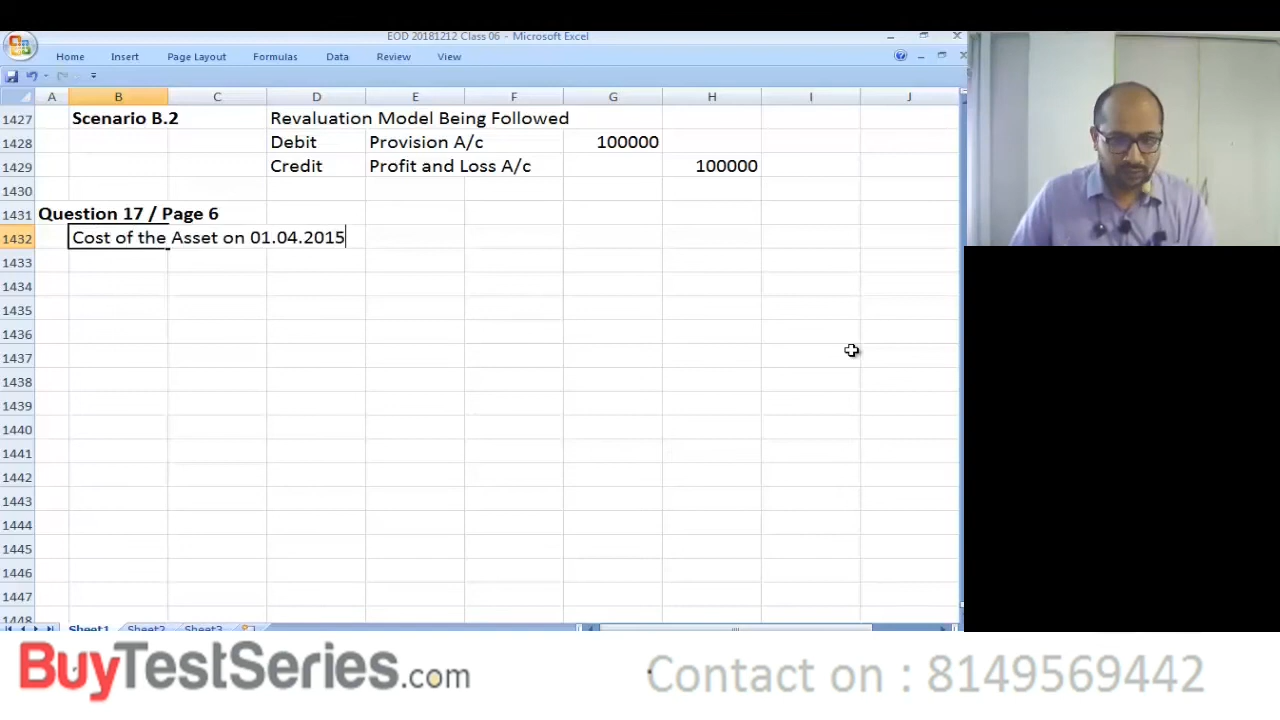 EOD 20181212 Class 06 - Microsoft Excel
Home Insert Page Layout Formulas Data Review View
A B C D E F G H I J
1427 Scenario B.2 Revaluation Model Being Followed
1428 Debit Provision A/c 100000
1429 Credit Profit and Loss A/c 100000
1430
1431 Question 17 / Page 6
1432 Cost of the Asset on 01.04.2015
1433
1434
1435
1436
1437
1438
1439
1440
1441
1442
1443
1444
1445
1446
1447
1448
Sheet1 Sheet2 Sheet3
BuyTestSeries.com Contact on : 8149569442